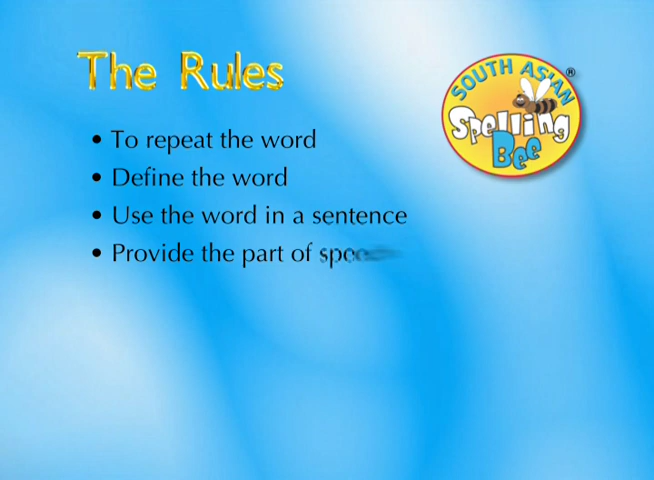 The Rules
SOUTH ASIAN
Spelling
Bee
®
• To repeat the word
• Define the word
• Use the word in a sentence
• Provide the part of